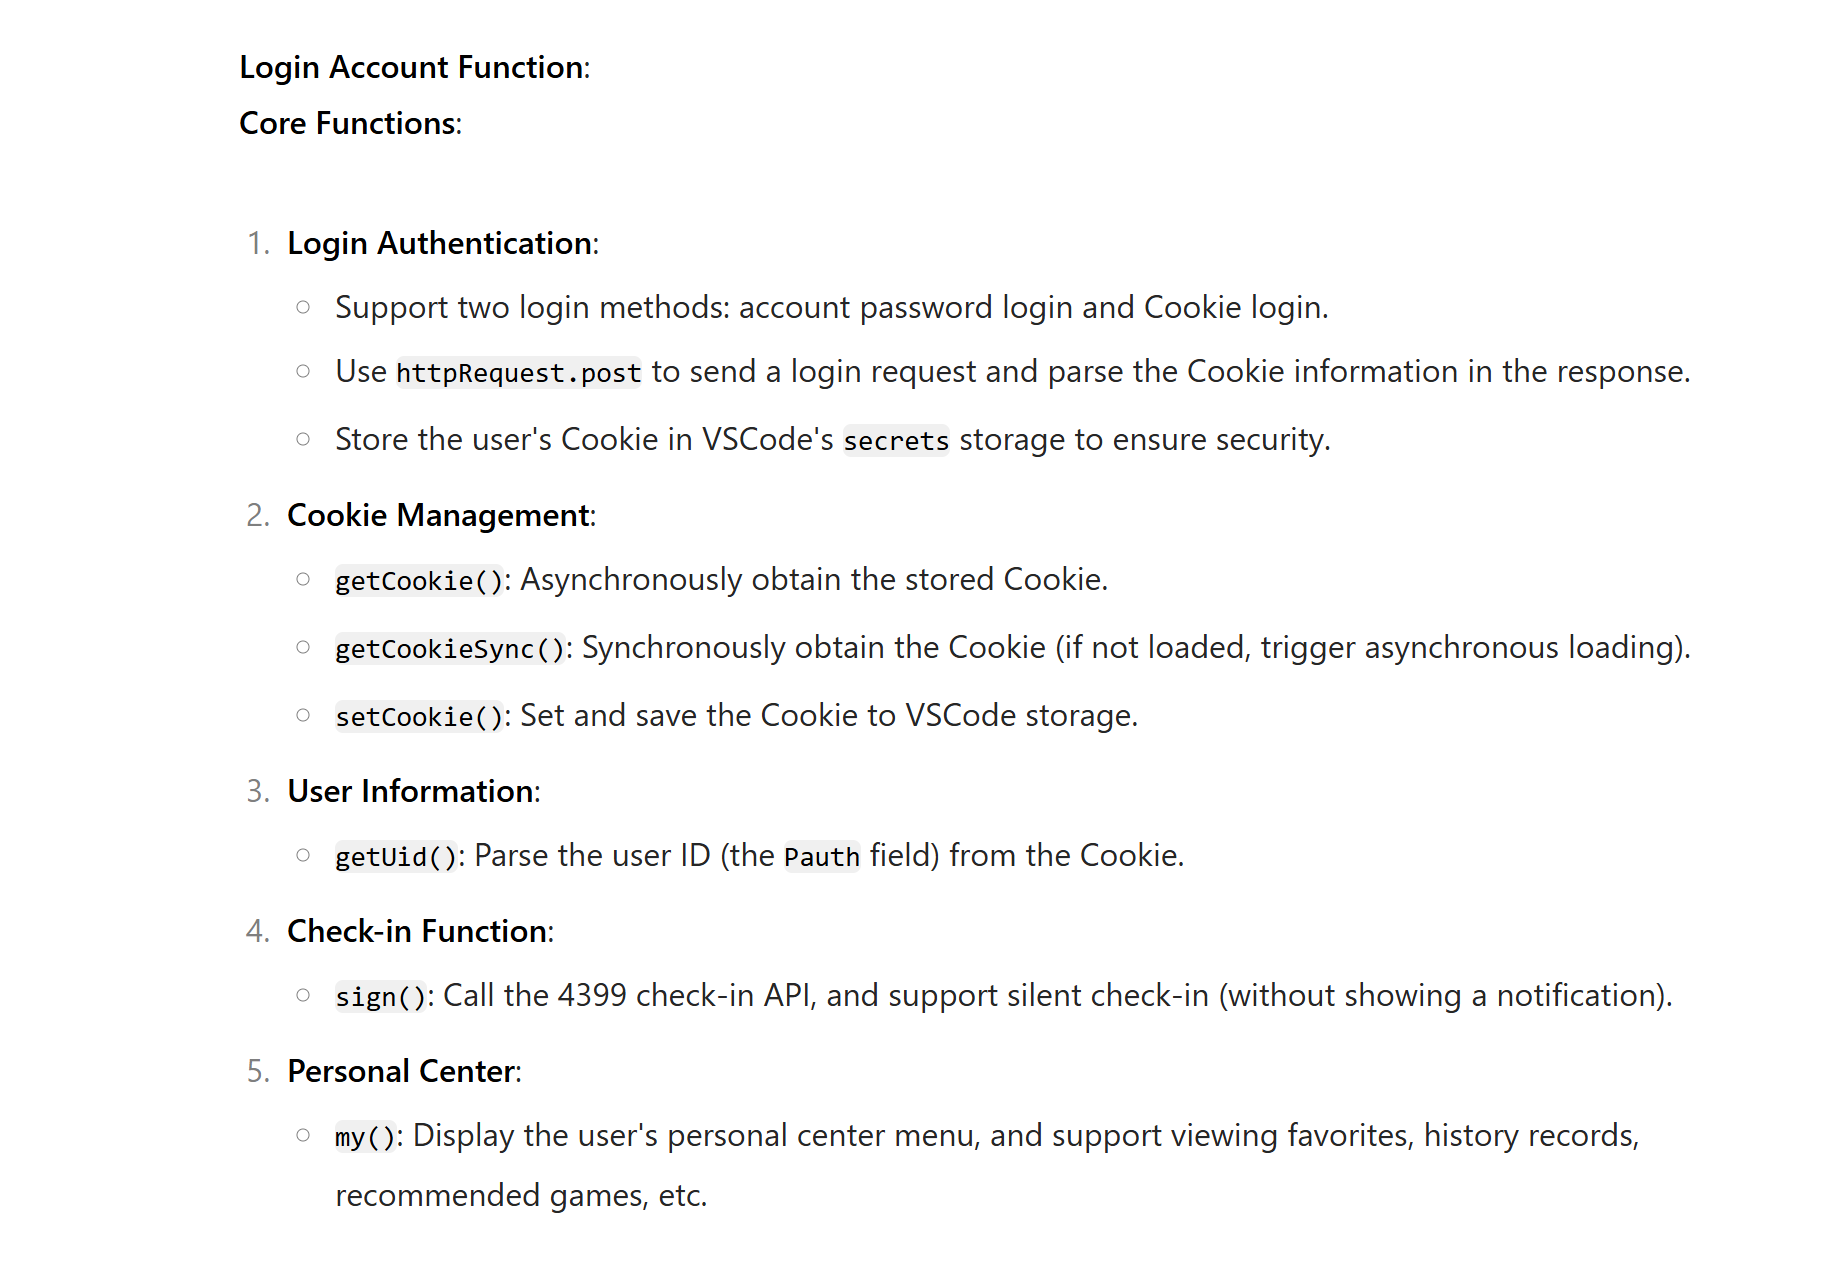 Login Account Function:
Core Functions:
1. Login Authentication:
○ Support two login methods: account password login and Cookie login.
○ Use httpRequest.post to send a login request and parse the Cookie information in the response.
○ Store the user's Cookie in VSCode's secrets storage to ensure security.
2. Cookie Management:
○ getCookie(): Asynchronously obtain the stored Cookie.
○ getCookieSync(): Synchronously obtain the Cookie (if not loaded, trigger asynchronous loading).
○ setCookie(): Set and save the Cookie to VSCode storage.
3. User Information:
○ getUid(): Parse the user ID (the Pauth field) from the Cookie.
4. Check-in Function:
○ sign(): Call the 4399 check-in API, and support silent check-in (without showing a notification).
5. Personal Center:
○ my(): Display the user's personal center menu, and support viewing favorites, history records,
recommended games, etc.